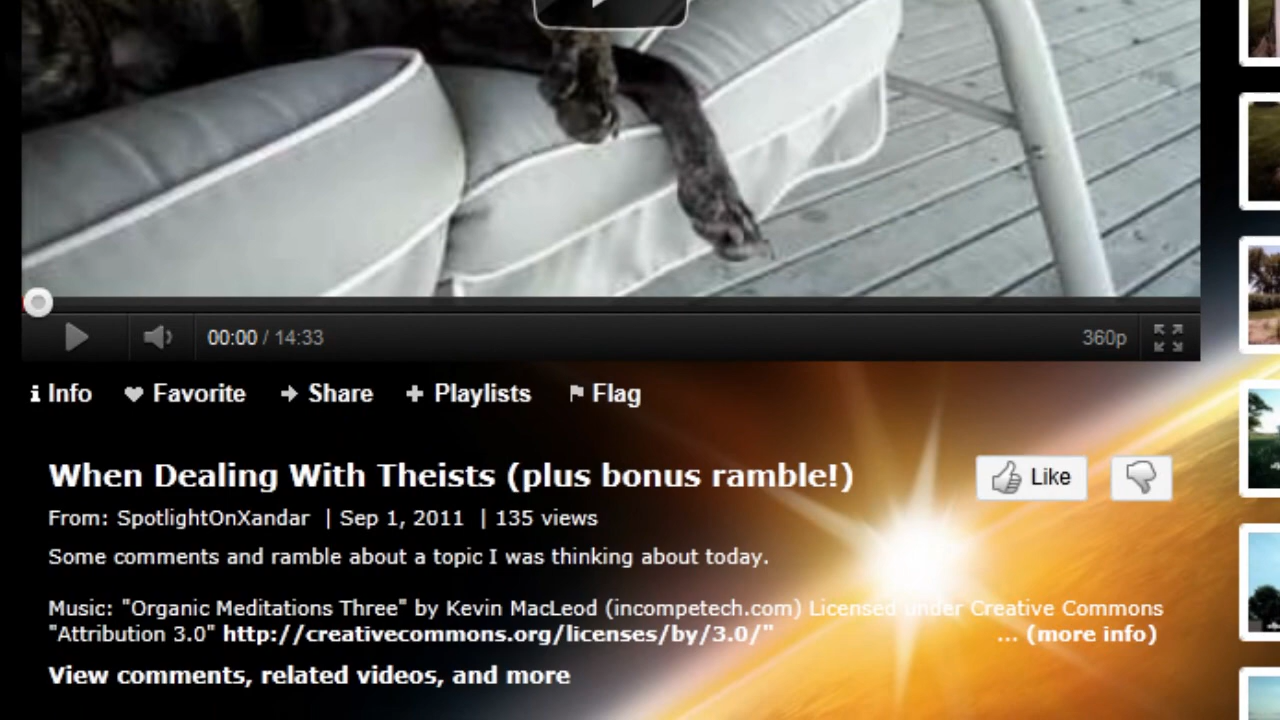 00:00 / 14:33
360p
Info
Favorite
Share
Playlists
Flag
When Dealing With Theists (plus bonus ramble!)
Like
From: SpotlightOnXandar | Sep 1, 2011 | 135 views
Some comments and ramble about a topic I was thinking about today.
Music: "Organic Meditations Three" by Kevin MacLeod (incompetech.com) Licensed under Creative Commons
"Attribution 3.0" http://creativecommons.org/licenses/by/3.0/"
... (more info)
View comments, related videos, and more